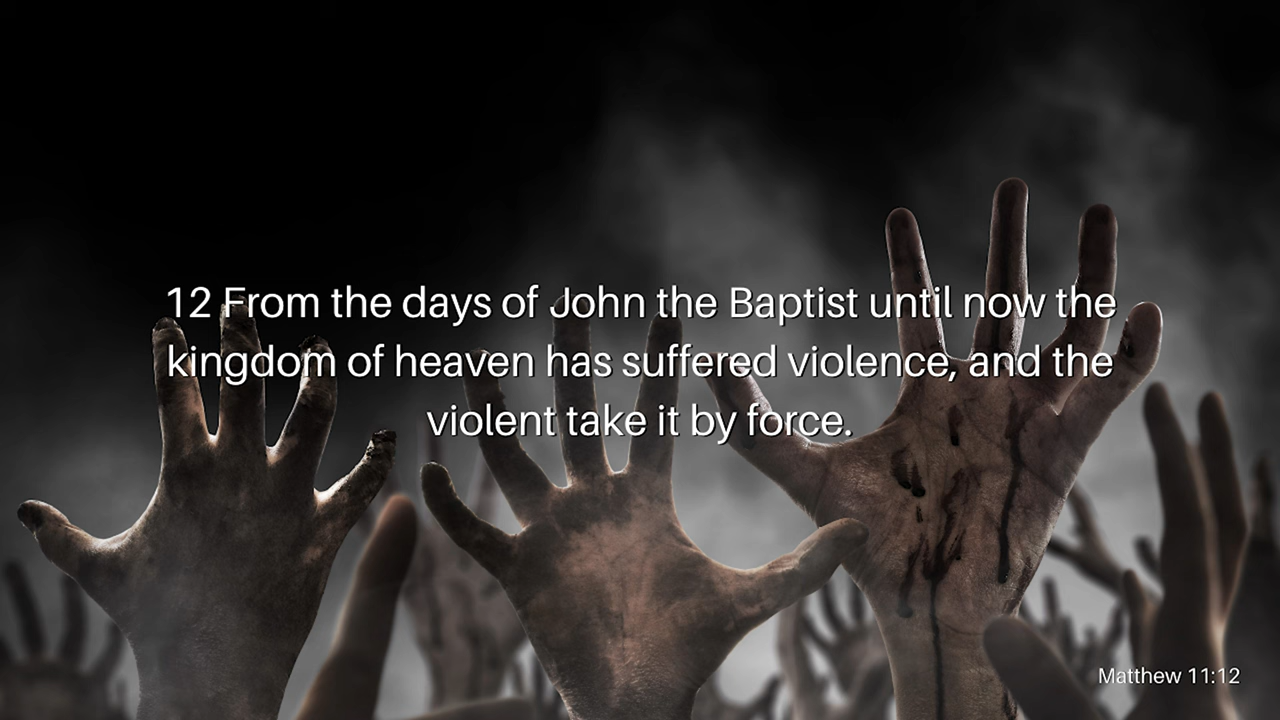 12 From the days of John the Baptist until now the
kingdom of heaven has suffered violence, and the
violent take it by force.
Matthew 11:12